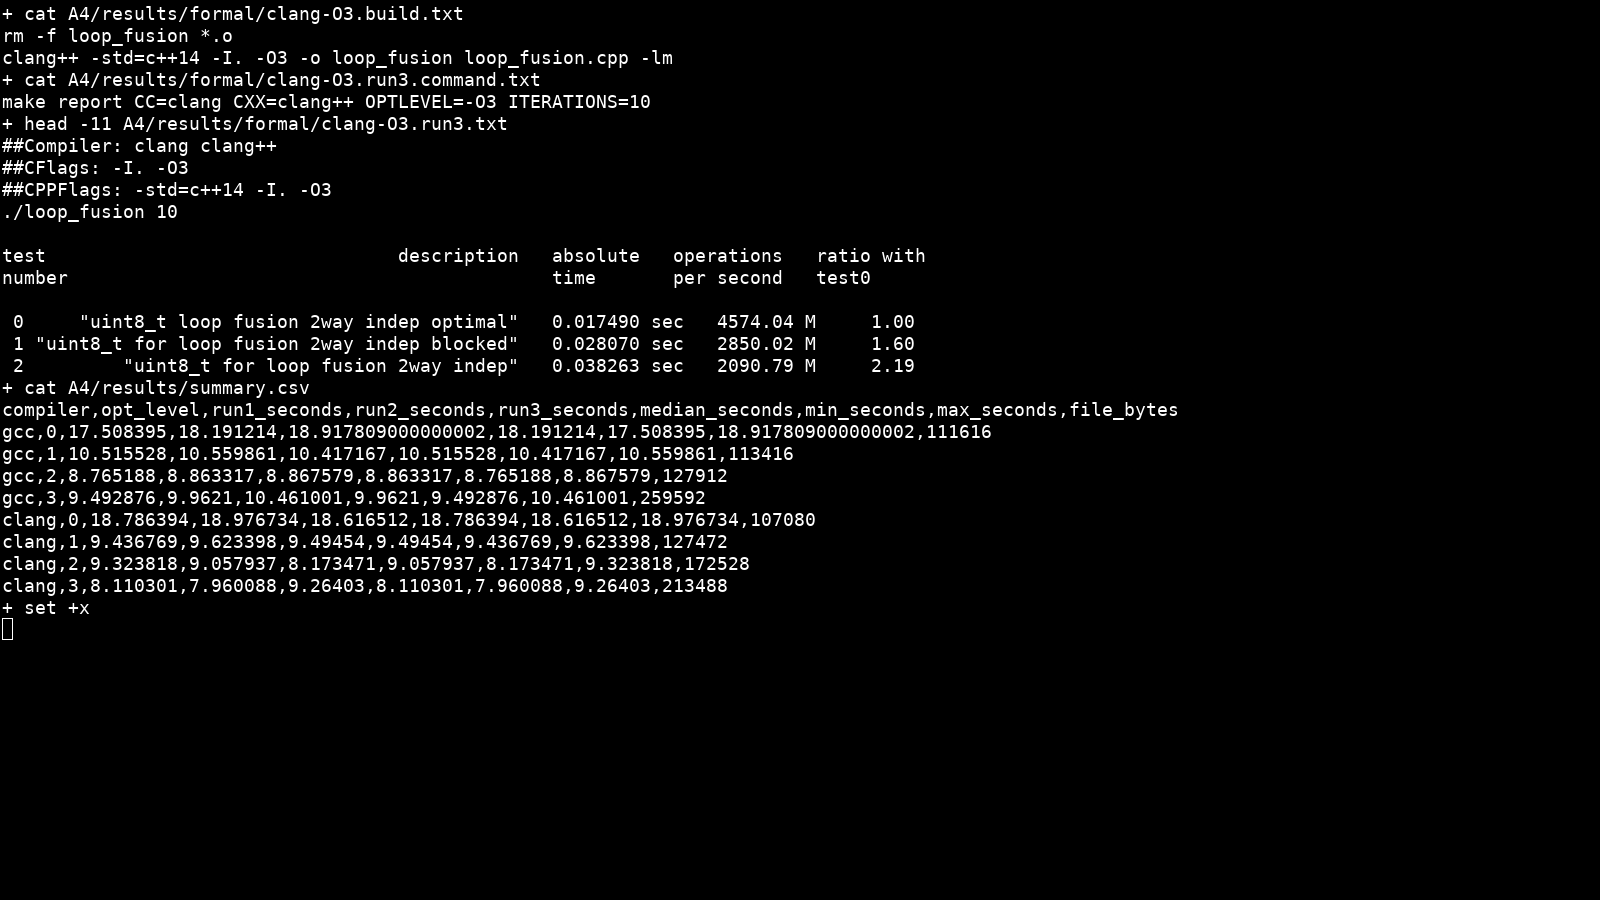 + cat A4/results/formal/clang-O3.build.txt
rm -f loop_fusion *.o
clang++ -std=c++14 -I. -O3 -o loop_fusion loop_fusion.cpp -lm
+ cat A4/results/formal/clang-O3.run3.command.txt
make report CC=clang CXX=clang++ OPTLEVEL=-O3 ITERATIONS=10
+ head -11 A4/results/formal/clang-O3.run3.txt
##Compiler: clang clang++
##CFlags: -I. -O3
##CPPFlags: -std=c++14 -I. -O3
./loop_fusion 10
test                                description   absolute   operations   ratio with
number                                            time       per second   test0
 0     "uint8_t loop fusion 2way indep optimal"   0.017490 sec   4574.04 M     1.00
 1 "uint8_t for loop fusion 2way indep blocked"   0.028070 sec   2850.02 M     1.60
 2         "uint8_t for loop fusion 2way indep"   0.038263 sec   2090.79 M     2.19
+ cat A4/results/summary.csv
compiler,opt_level,run1_seconds,run2_seconds,run3_seconds,median_seconds,min_seconds,max_seconds,file_bytes
gcc,0,17.508395,18.191214,18.917809000000002,18.191214,17.508395,18.917809000000002,111616
gcc,1,10.515528,10.559861,10.417167,10.515528,10.417167,10.559861,113416
gcc,2,8.765188,8.863317,8.867579,8.863317,8.765188,8.867579,127912
gcc,3,9.492876,9.9621,10.461001,9.9621,9.492876,10.461001,259592
clang,0,18.786394,18.976734,18.616512,18.786394,18.616512,18.976734,107080
clang,1,9.436769,9.623398,9.49454,9.49454,9.436769,9.623398,127472
clang,2,9.323818,9.057937,8.173471,9.057937,8.173471,9.323818,172528
clang,3,8.110301,7.960088,9.26403,8.110301,7.960088,9.26403,213488
+ set +x